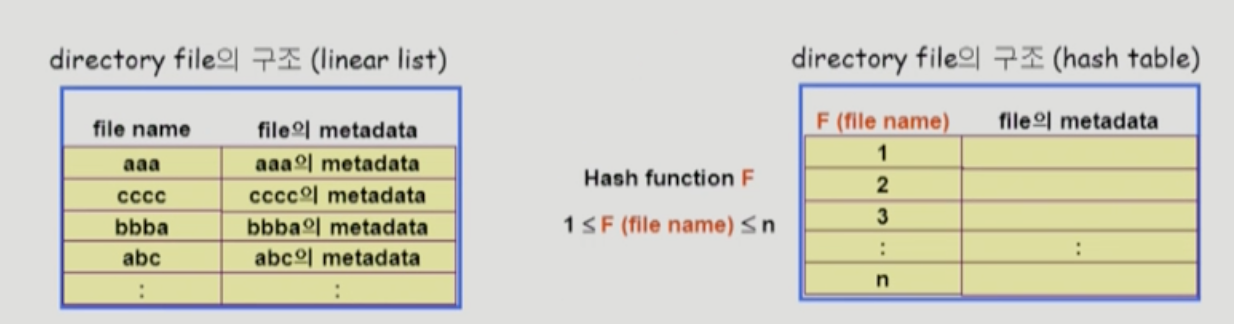 directory file의 구조 (linear list)
file name file의 metadata
aaa aaa의 metadata
cccc cccc의 metadata
bbba bbba의 metadata
abc abc의 metadata
: :
Hash function F
1 ≤ F (file name) ≤ n
directory file의 구조 (hash table)
F (file name) file의 metadata
1
2
3
: :
n